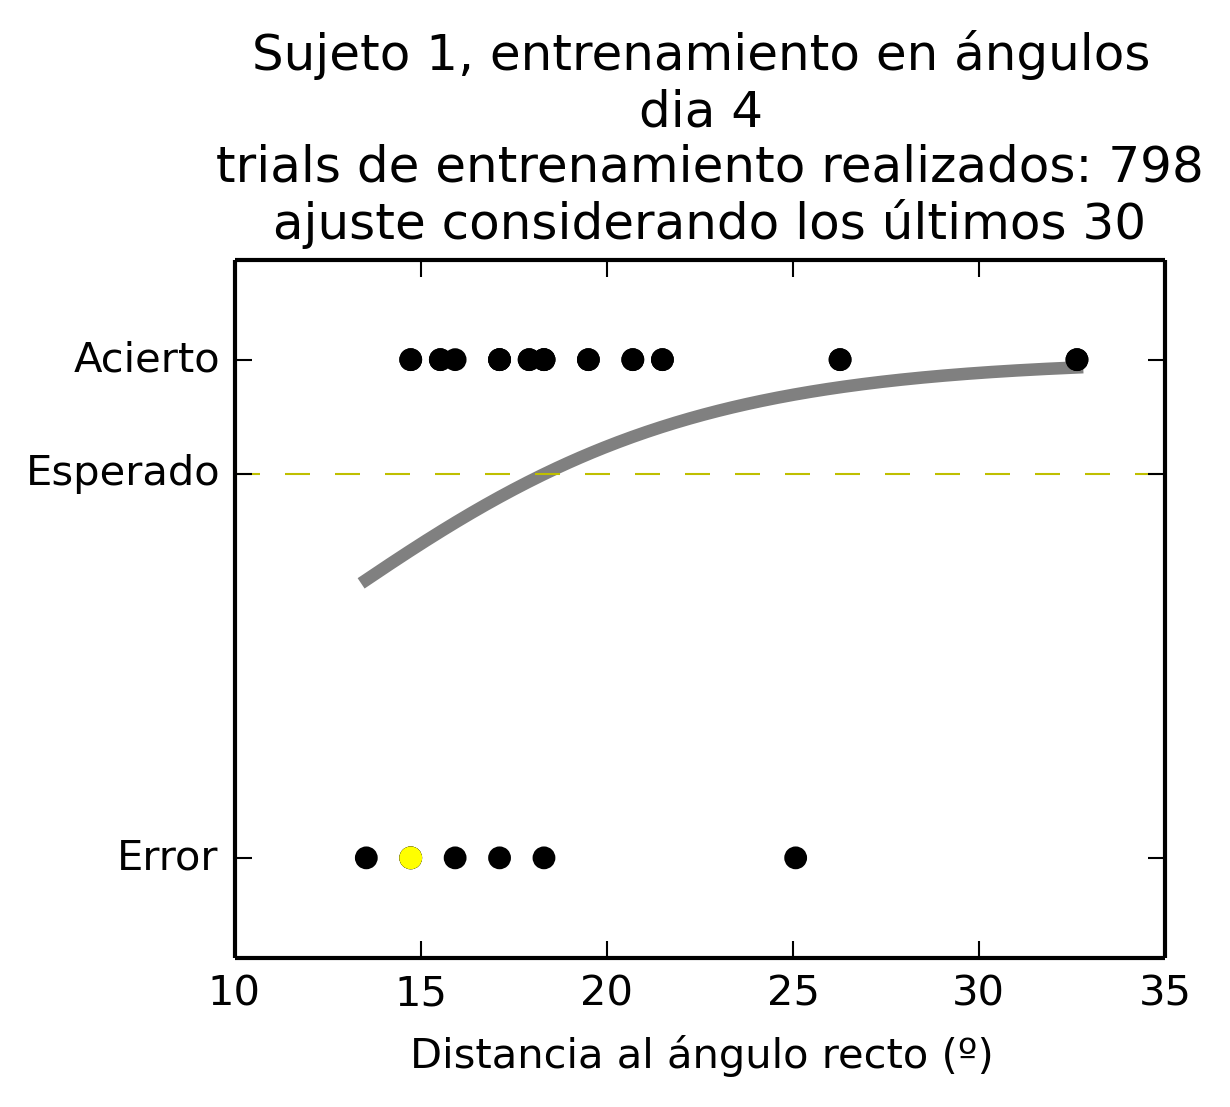 Sujeto 1, entrenamiento en ángulos
dia 4
trials de entrenamiento realizados: 798
ajuste considerando los últimos 30
Acierto
Esperado
Error
10 15 20 25 30 35
Distancia al ángulo recto (º)